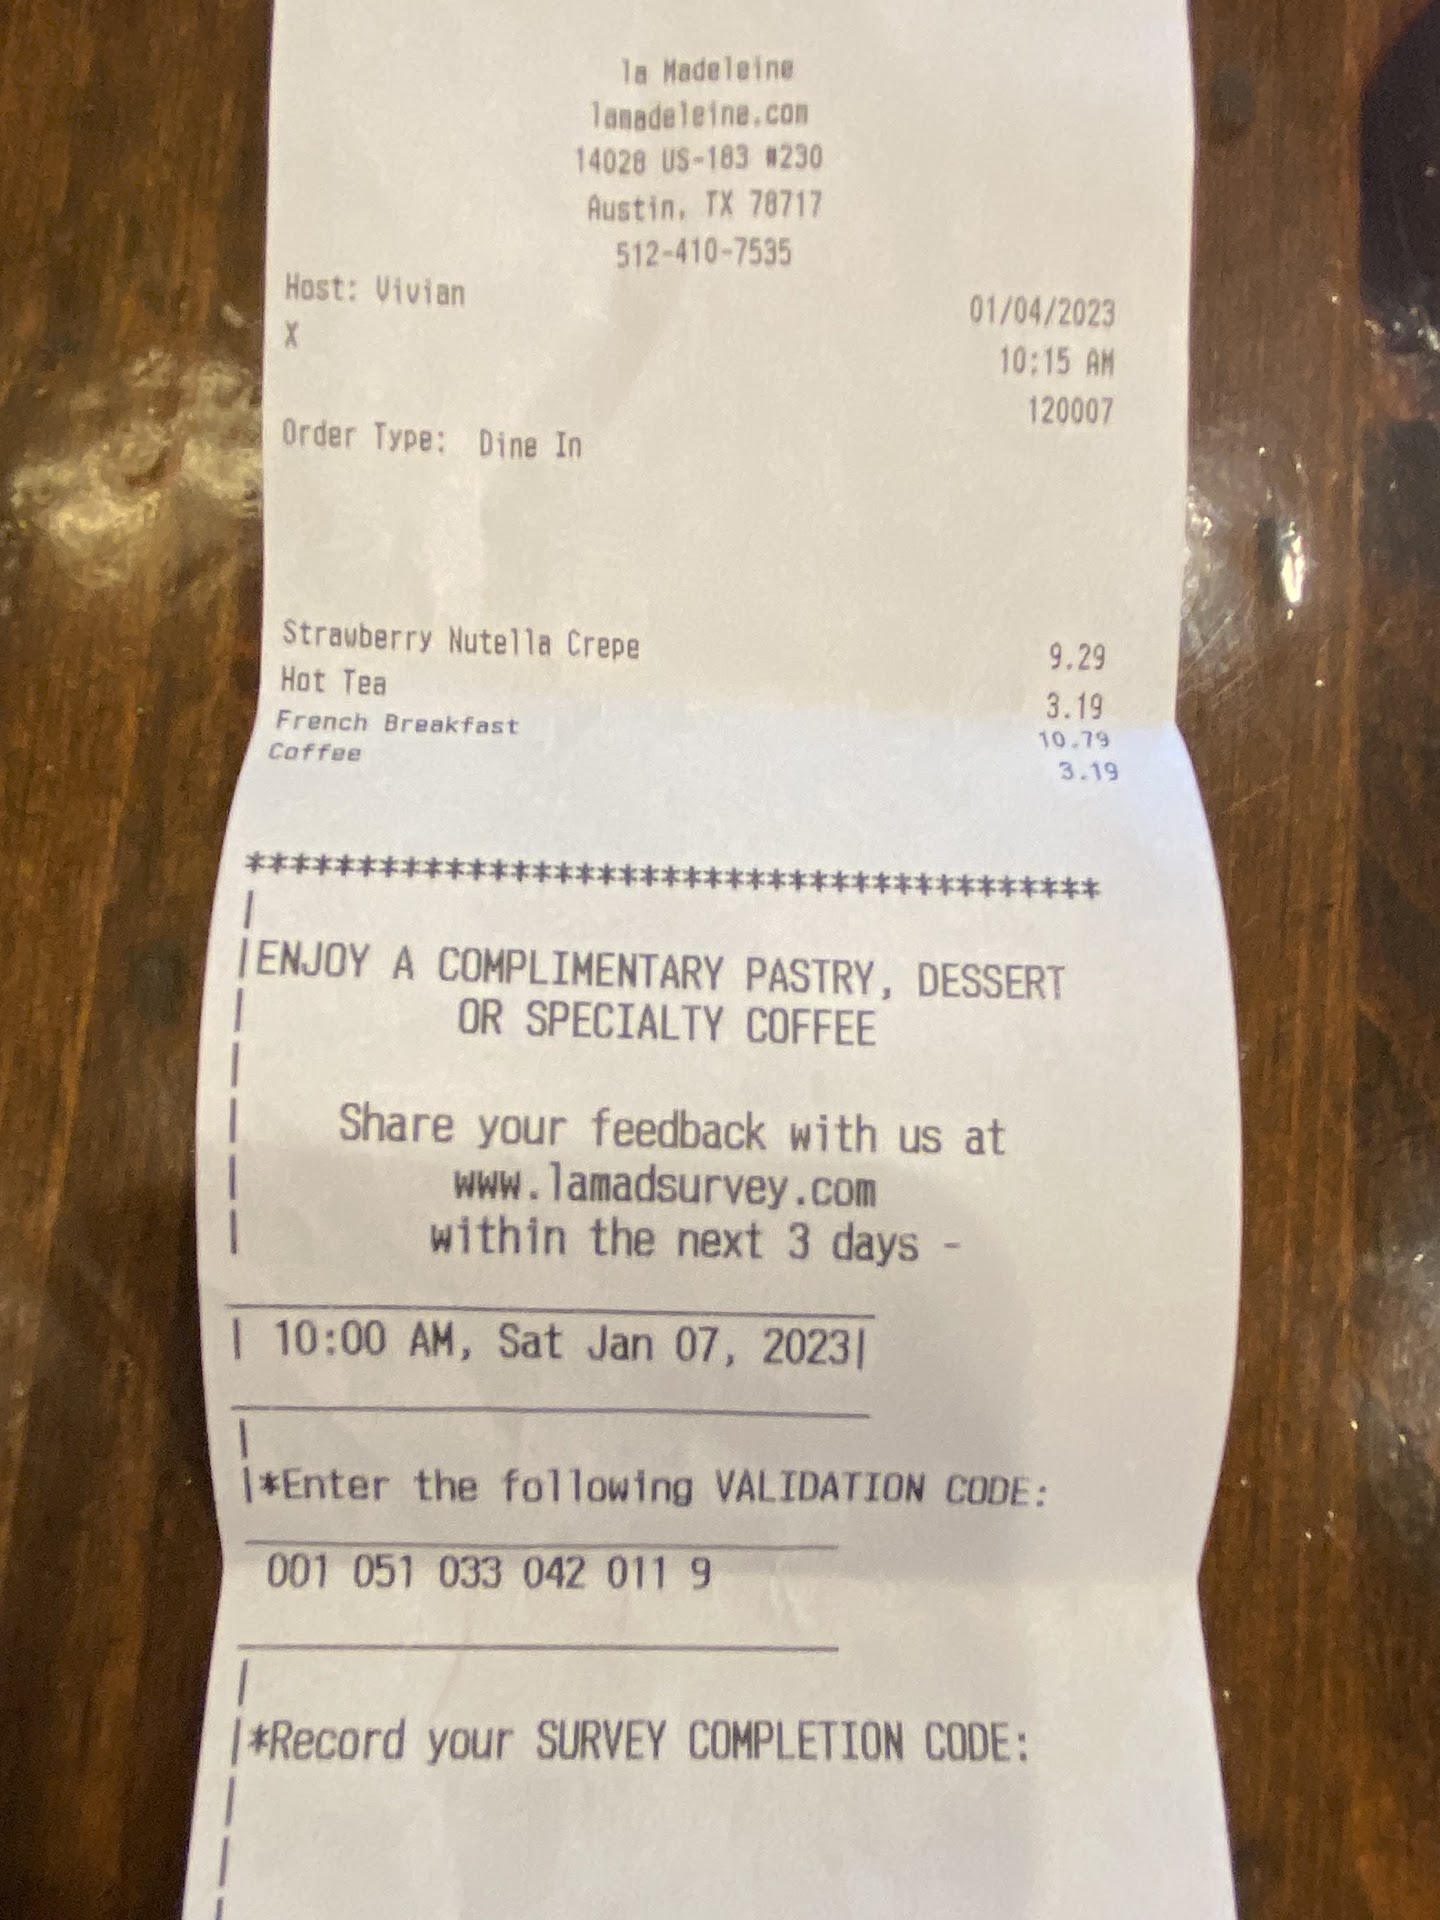 la Madeleine
lamadeleine.com
14028 US-183 #230
Austin, TX 78717
512-410-7535
Host: Vivian 01/04/2023
X 10:15 AM
120007
Order Type: Dine In
Strawberry Nutella Crepe 9.29
Hot Tea 3.19
French Breakfast 10.79
Coffee 3.19
****************************************
|
|ENJOY A COMPLIMENTARY PASTRY, DESSERT
| OR SPECIALTY COFFEE
|
| Share your feedback with us at
| www.lamadsurvey.com
| within the next 3 days -
| 10:00 AM, Sat Jan 07, 2023|
|
|*Enter the following VALIDATION CODE:
001 051 033 042 011 9
|
|*Record your SURVEY COMPLETION CODE:
|
|
|